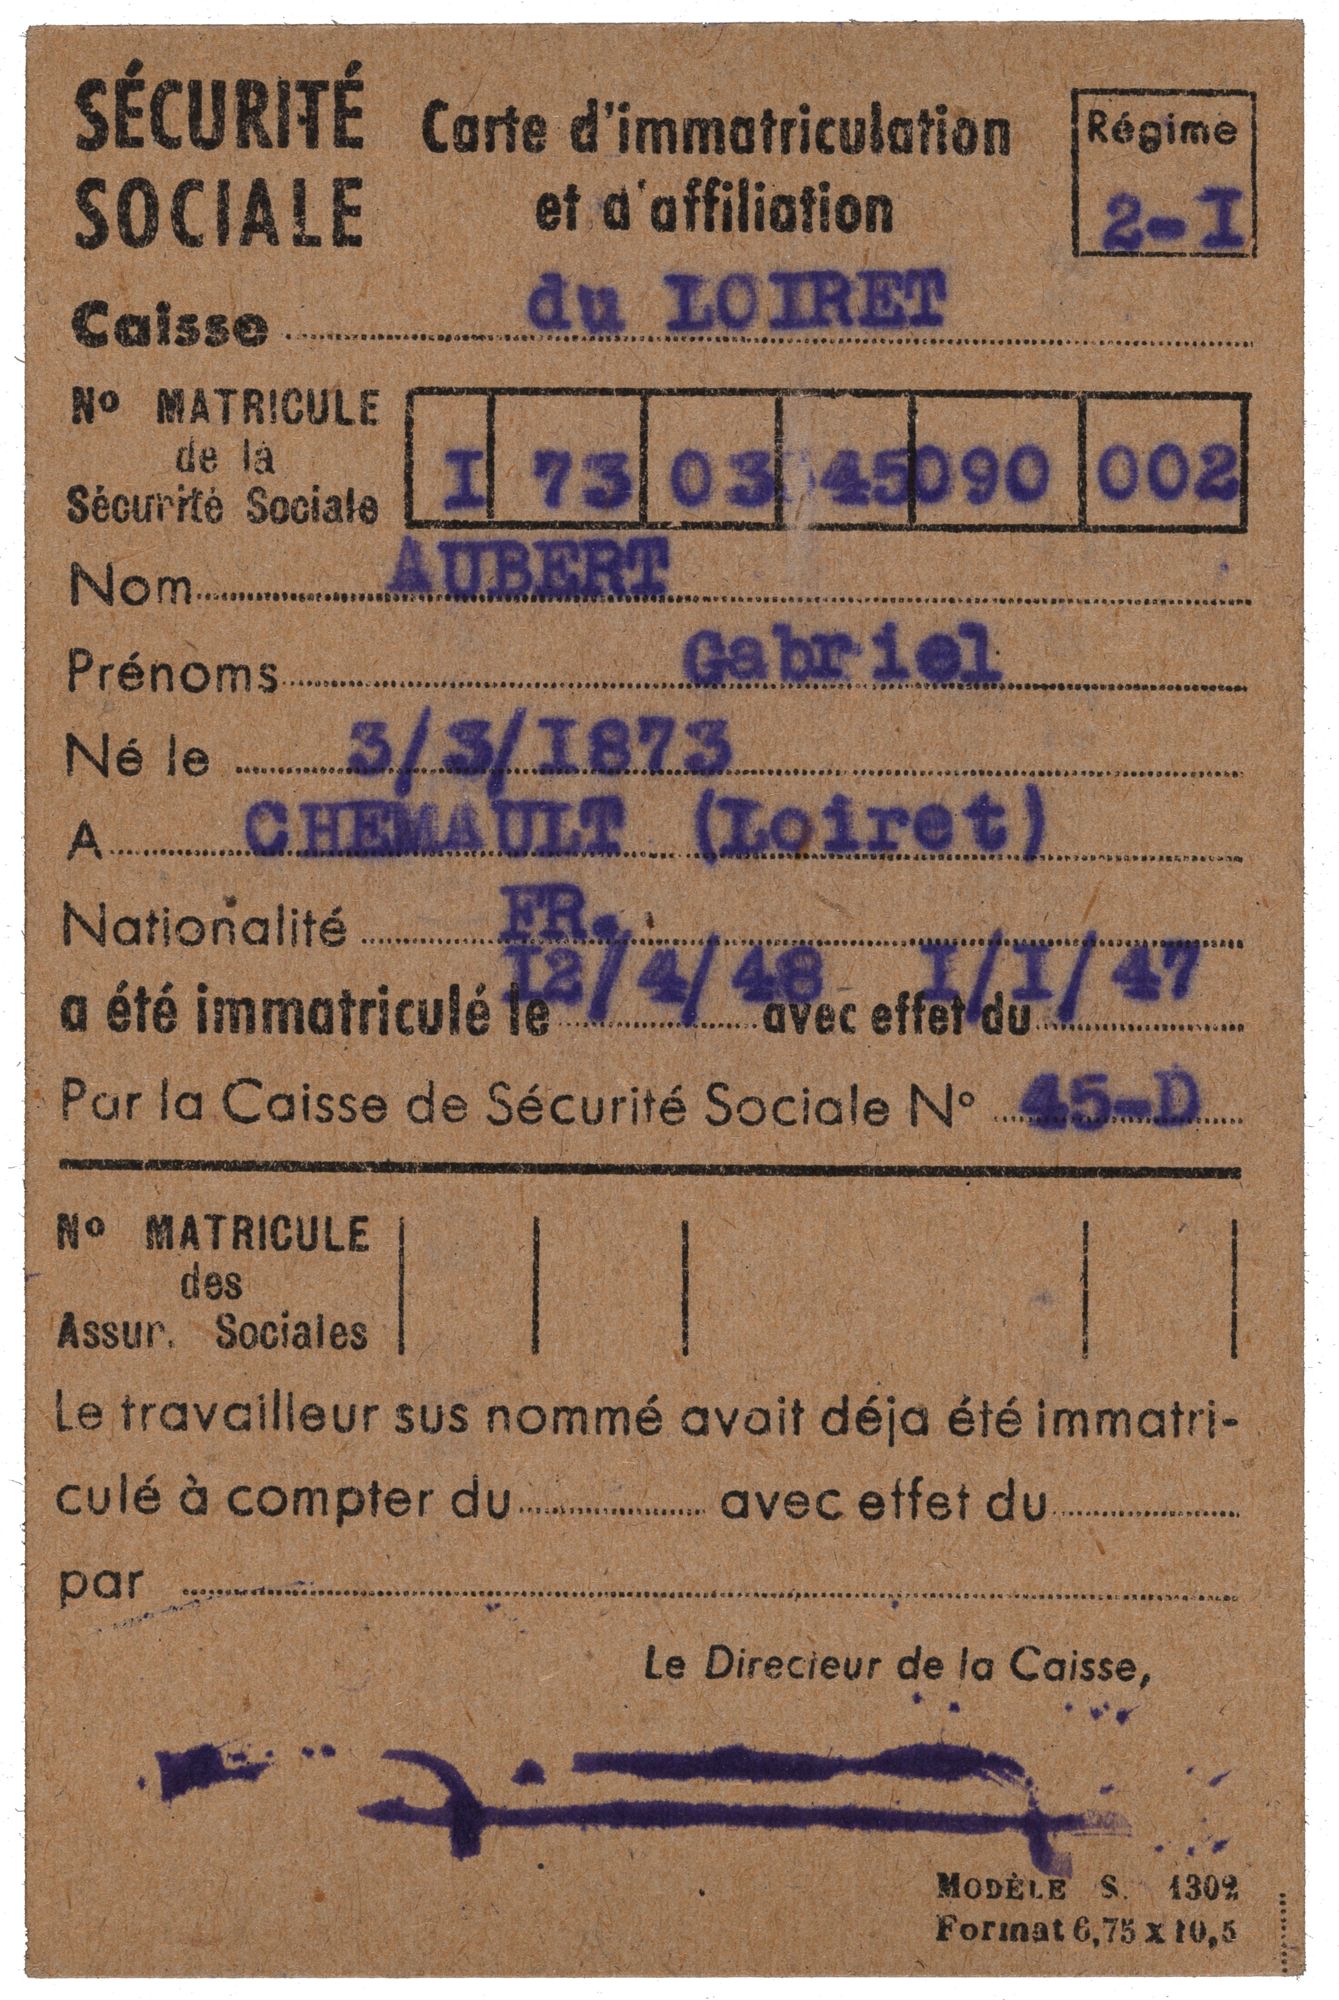 SÉCURITÉ
SOCIALE
Carte d'immatriculation
et d'affiliation
Régime
2-I
Caisse du LOIRET
Nº MATRICULE
de la
Sécurité Sociale
I 73 03 45 090 002
Nom AUBERT
Prénoms Gabriel
Né le 3/3/I873
A CHEMAULT (Loiret)
Nationalité FR.
a été immatriculé le I2/4/48 avec effet du I/I/47
Par la Caisse de Sécurité Sociale Nº 45-D
Nº MATRICULE
des
Assur. Sociales
Le travailleur sus nommé avait déja été immatri-
culé à compter du avec effet du
par
Le Directeur de la Caisse,
MODÈLE S. 1302
Format 6,75 x 10,5